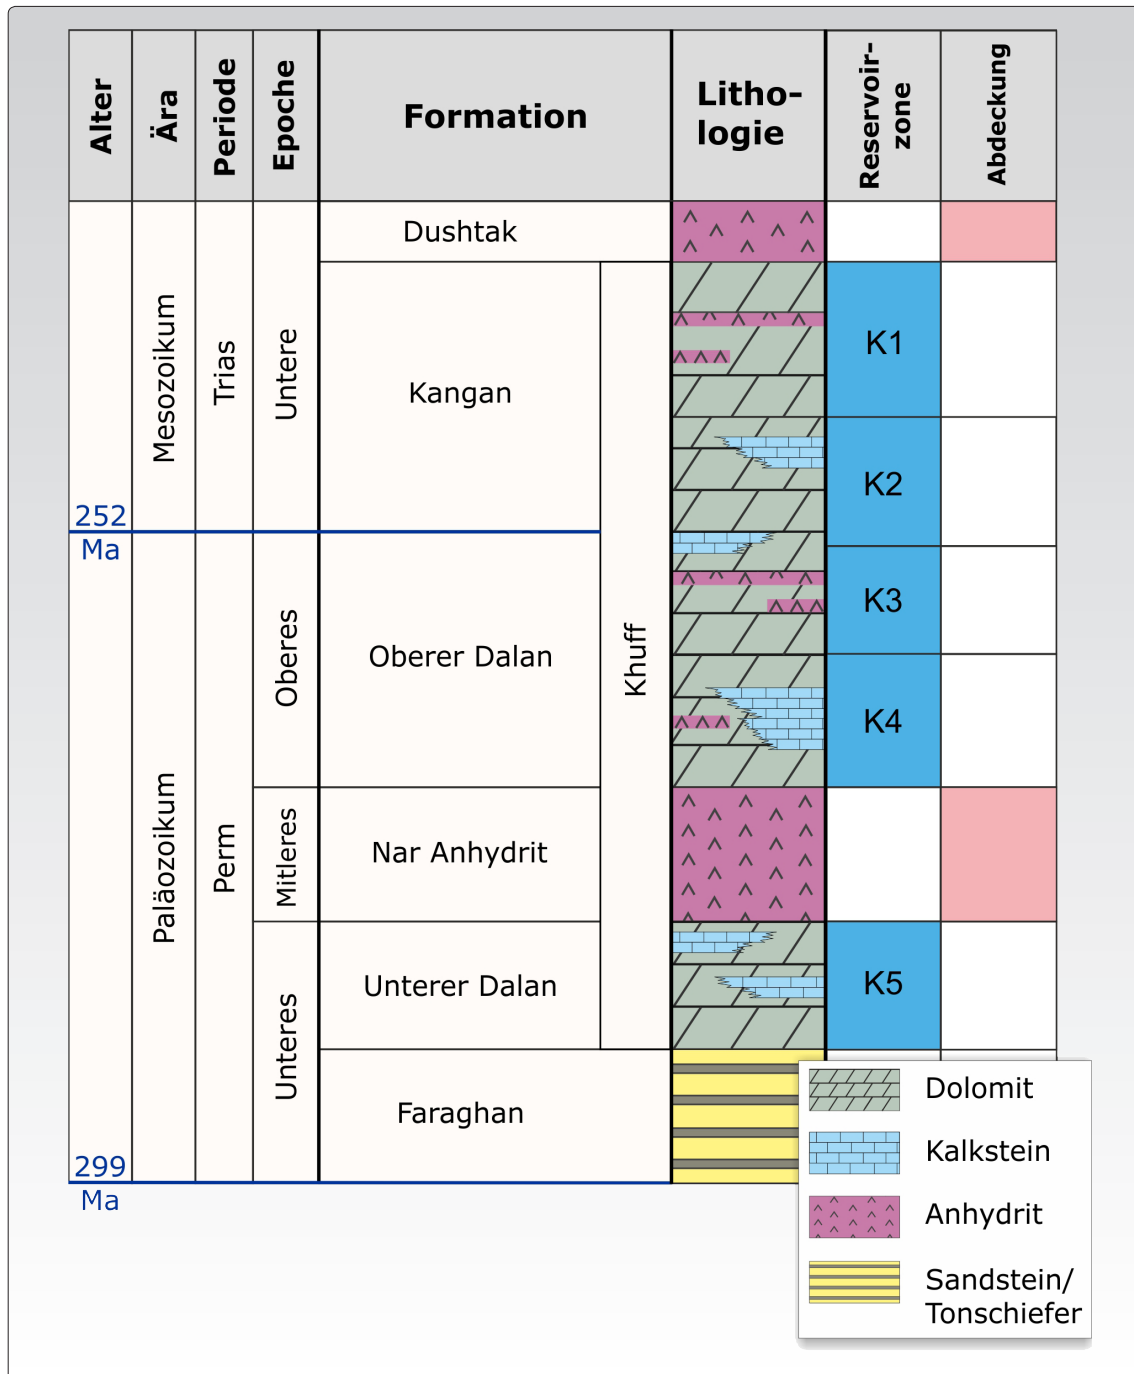 Alter
Ära
Periode
Epoche
Formation
Litho-
logie
Reservoir-
zone
Abdeckung
Dushtak
Mesozoikum
Trias
Untere
Kangan
K1
K2
252
Ma
Paläozoikum
Perm
Oberes
Oberer Dalan
Khuff
K3
K4
Mitleres
Nar Anhydrit
Unteres
Unterer Dalan
K5
Faraghan
299
Ma
Dolomit
Kalkstein
Anhydrit
Sandstein/
Tonschiefer